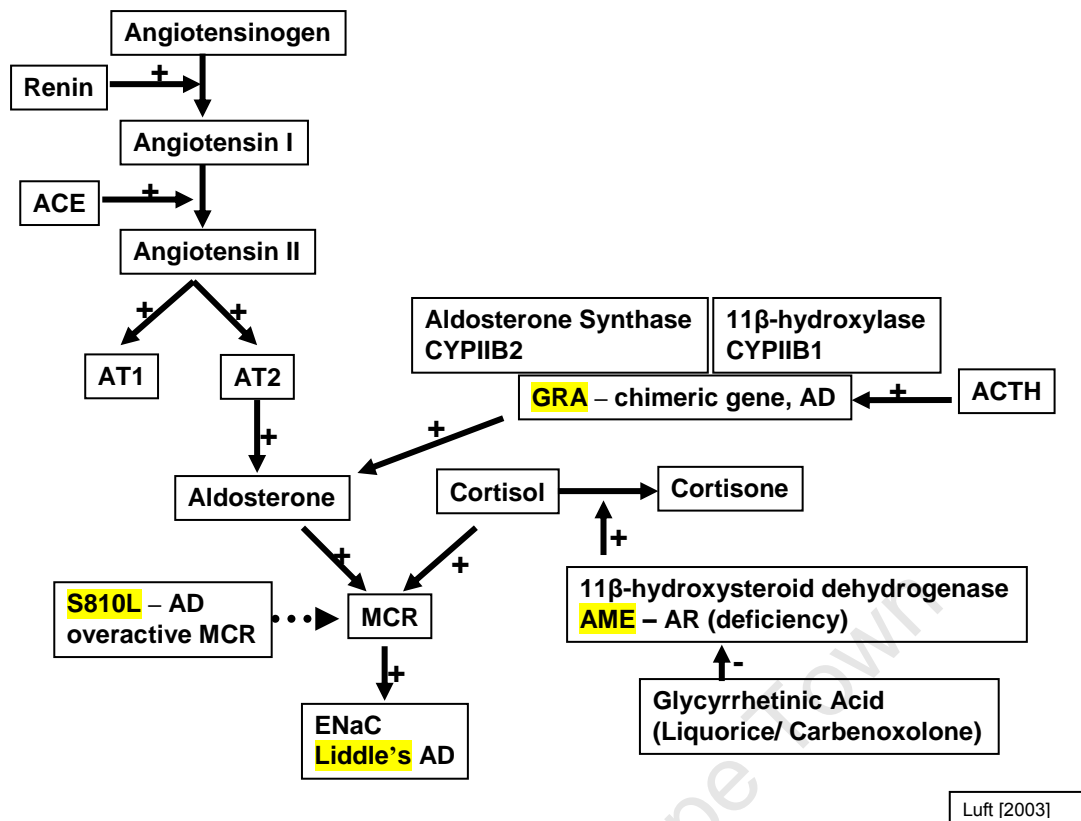 Angiotensinogen
+
Renin
Angiotensin I
+
ACE
Angiotensin II
+ +
AT1
AT2
+
Aldosterone Synthase
CYPIIB2
11β-hydroxylase
CYPIIB1
GRA – chimeric gene, AD
+
ACTH
+
Aldosterone
Cortisol
Cortisone
+
+
+
S810L – AD
overactive MCR
MCR
11β-hydroxysteroid dehydrogenase
AME – AR (deficiency)
+
-
ENaC
Liddle's AD
Glycyrrhetinic Acid
(Liquorice/ Carbenoxolone)
pe Town
Luft [2003]